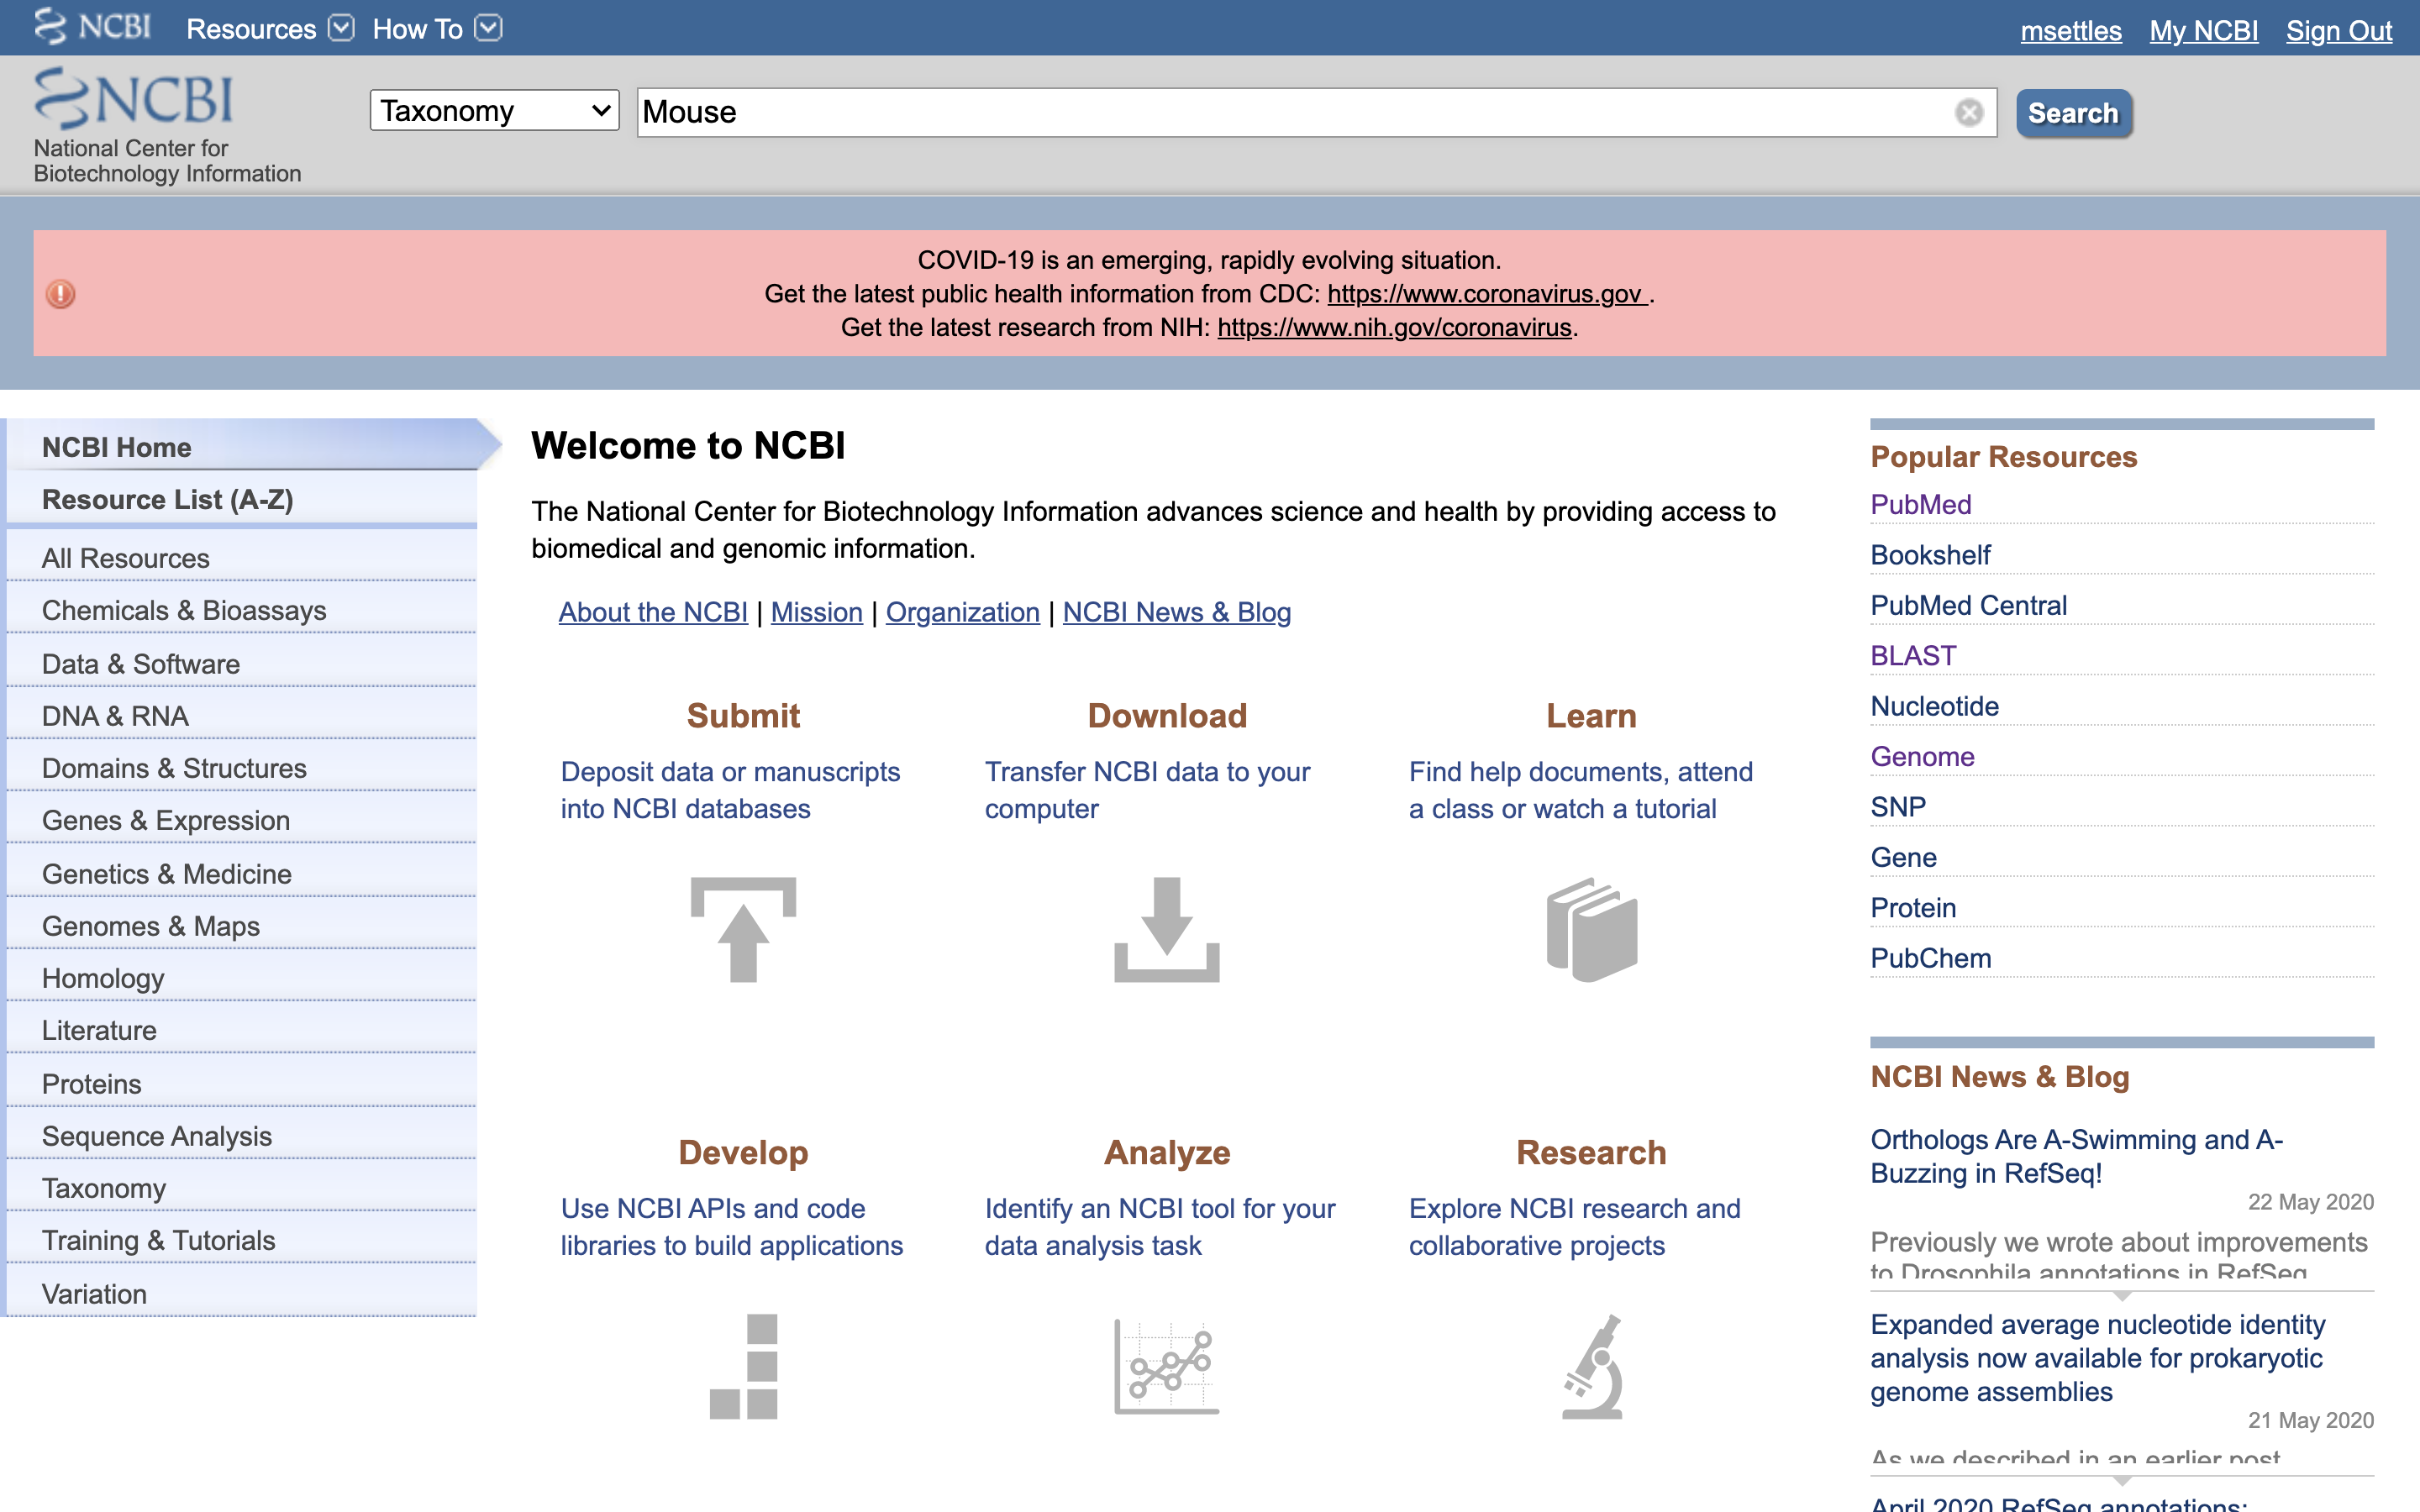 NCBI Resources How To msettles My NCBI Sign Out
NCBI
National Center for
Biotechnology Information
Taxonomy Mouse Search
COVID-19 is an emerging, rapidly evolving situation.
Get the latest public health information from CDC: https://www.coronavirus.gov .
Get the latest research from NIH: https://www.nih.gov/coronavirus.
NCBI Home
Resource List (A-Z)
All Resources
Chemicals & Bioassays
Data & Software
DNA & RNA
Domains & Structures
Genes & Expression
Genetics & Medicine
Genomes & Maps
Homology
Literature
Proteins
Sequence Analysis
Taxonomy
Training & Tutorials
Variation
Welcome to NCBI
The National Center for Biotechnology Information advances science and health by providing access to
biomedical and genomic information.
About the NCBI | Mission | Organization | NCBI News & Blog
Submit
Deposit data or manuscripts
into NCBI databases
Download
Transfer NCBI data to your
computer
Learn
Find help documents, attend
a class or watch a tutorial
Develop
Use NCBI APIs and code
libraries to build applications
Analyze
Identify an NCBI tool for your
data analysis task
Research
Explore NCBI research and
collaborative projects
Popular Resources
PubMed
Bookshelf
PubMed Central
BLAST
Nucleotide
Genome
SNP
Gene
Protein
PubChem
NCBI News & Blog
Orthologs Are A-Swimming and A-
Buzzing in RefSeq!
22 May 2020
Previously we wrote about improvements
to Drosophila annotations in RefSeq
Expanded average nucleotide identity
analysis now available for prokaryotic
genome assemblies
21 May 2020
As we described in an earlier post
April 2020 RefSeq annotations: